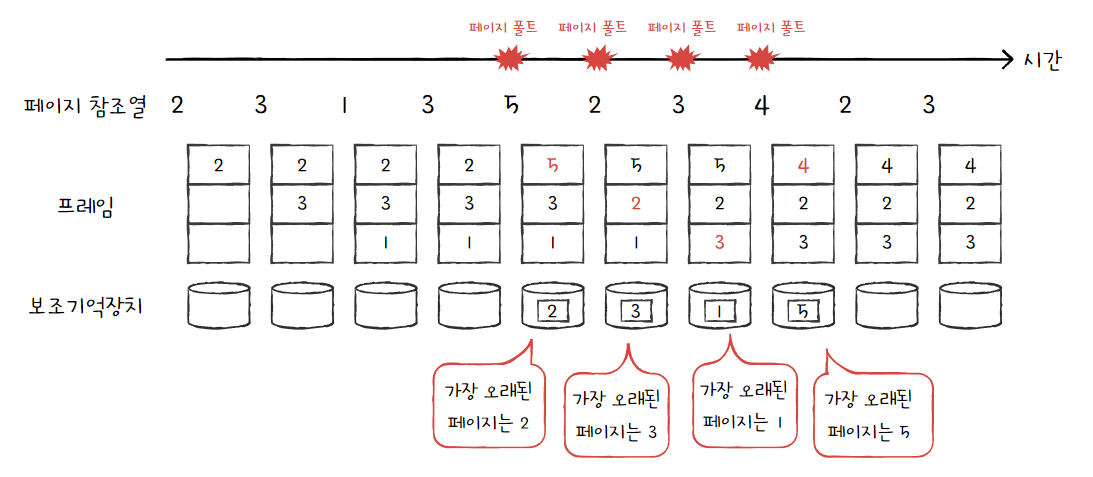 페이지 폴트 페이지 폴트 페이지 폴트 페이지 폴트
시간
페이지 참조열 2 3 1 3 5 2 3 4 2 3
2 2 2 2 5 5 5 4 4 4
프레임 3 3 3 3 2 2 2 2 2
1 1 1 1 3 3 3 3
보조기억장치 2 3 1 5
가장 오래된
페이지는 2
가장 오래된
페이지는 3
가장 오래된
페이지는 1
가장 오래된
페이지는 5